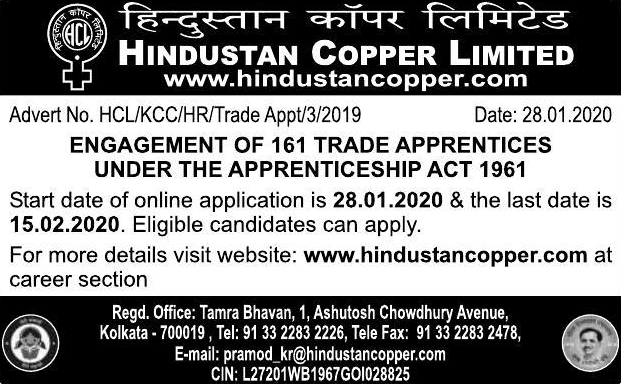 हिन्दुस्तान कॉपर लिमिटेड
HINDUSTAN COPPER LIMITED
www.hindustancopper.com
HCL
Advert No. HCL/KCC/HR/Trade Appt/3/2019 Date: 28.01.2020
ENGAGEMENT OF 161 TRADE APPRENTICES
UNDER THE APPRENTICESHIP ACT 1961
Start date of online application is 28.01.2020 & the last date is
15.02.2020. Eligible candidates can apply.
For more details visit website: www.hindustancopper.com at
career section
Regd. Office: Tamra Bhavan, 1, Ashutosh Chowdhury Avenue,
Kolkata - 700019 , Tel: 91 33 2283 2226, Tele Fax: 91 33 2283 2478,
E-mail: pramod_kr@hindustancopper.com
CIN: L27201WB1967GOI028825